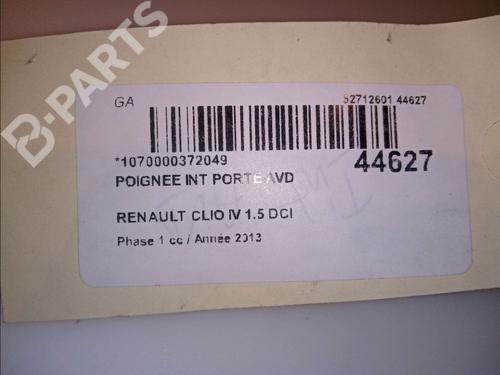 B-PARTS
GA
52712601 44627
*1070000372049
44627
POIGNEE INT PORTE AVD
RENAULT CLIO IV 1.5 DCI
Phase 1 cc / Année 2013